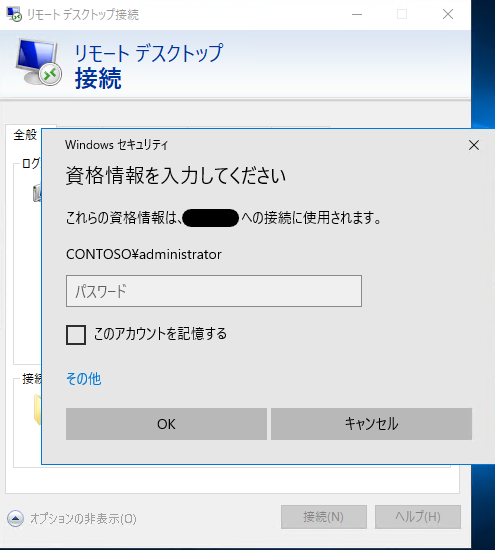 リモート デスクトップ接続
リモート デスクトップ
接続
全般
ログ
Windows セキュリティ
資格情報を入力してください
これらの資格情報は、への接続に使用されます。
CONTOSO¥administrator
パスワード
このアカウントを記憶する
その他
OK キャンセル
接続
オプションの非表示(O) 接続(N) ヘルプ(H)